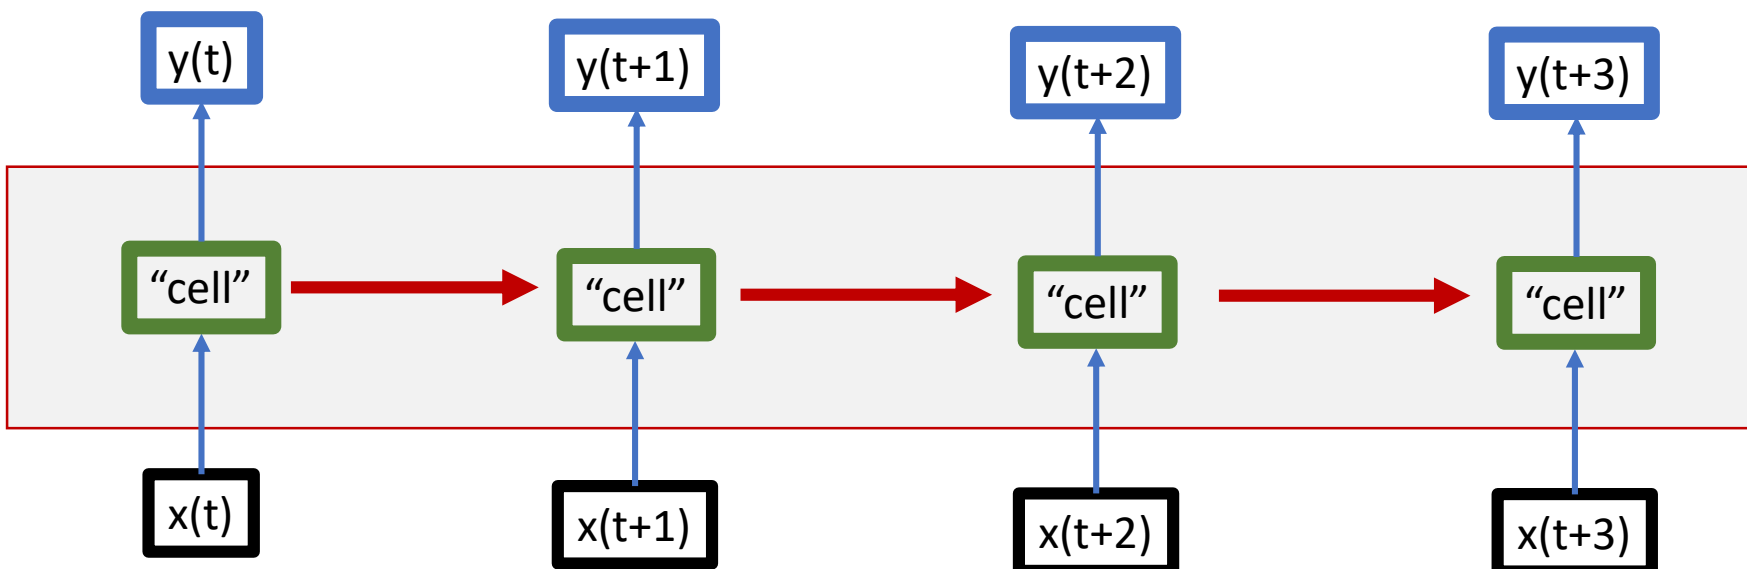 y(t)
y(t+1)
y(t+2)
y(t+3)
“cell”
“cell”
“cell”
“cell”
x(t)
x(t+1)
x(t+2)
x(t+3)